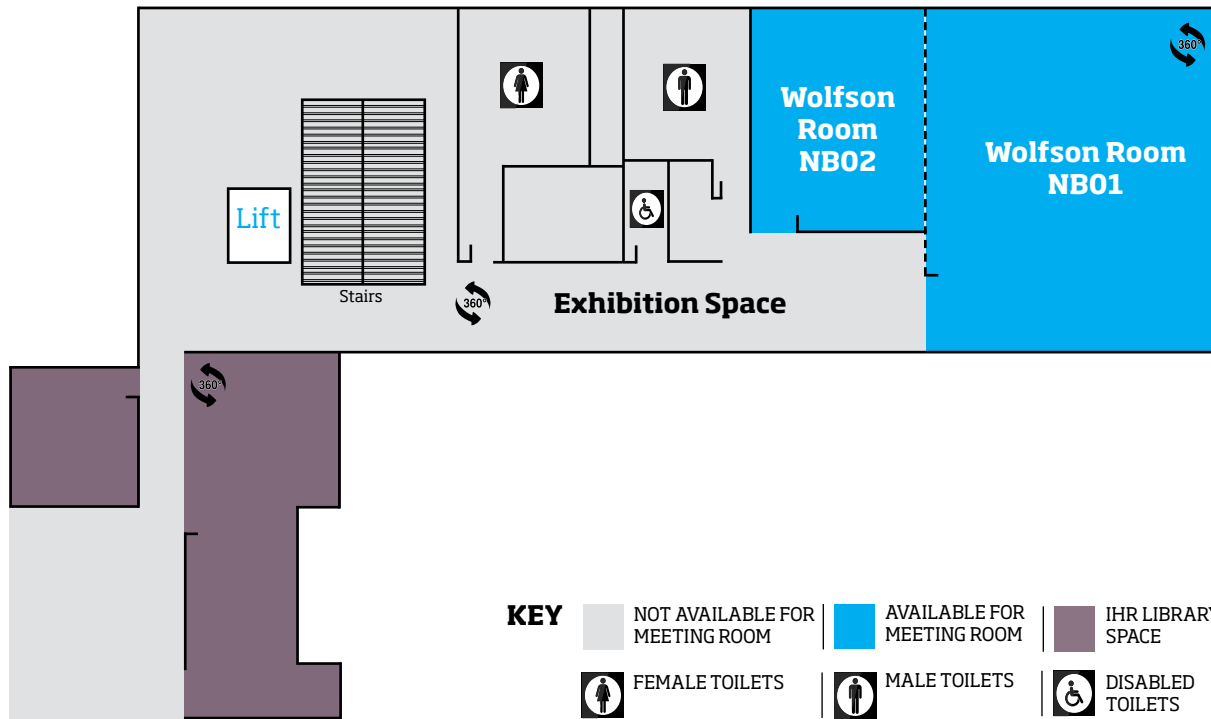 360°
Wolfson
Room
NB02
Wolfson Room
NB01
Lift
Stairs
360°
Exhibition Space
360°
KEY
NOT AVAILABLE FOR
MEETING ROOM
AVAILABLE FOR
MEETING ROOM
IHR LIBRARY
SPACE
FEMALE TOILETS
MALE TOILETS
DISABLED
TOILETS